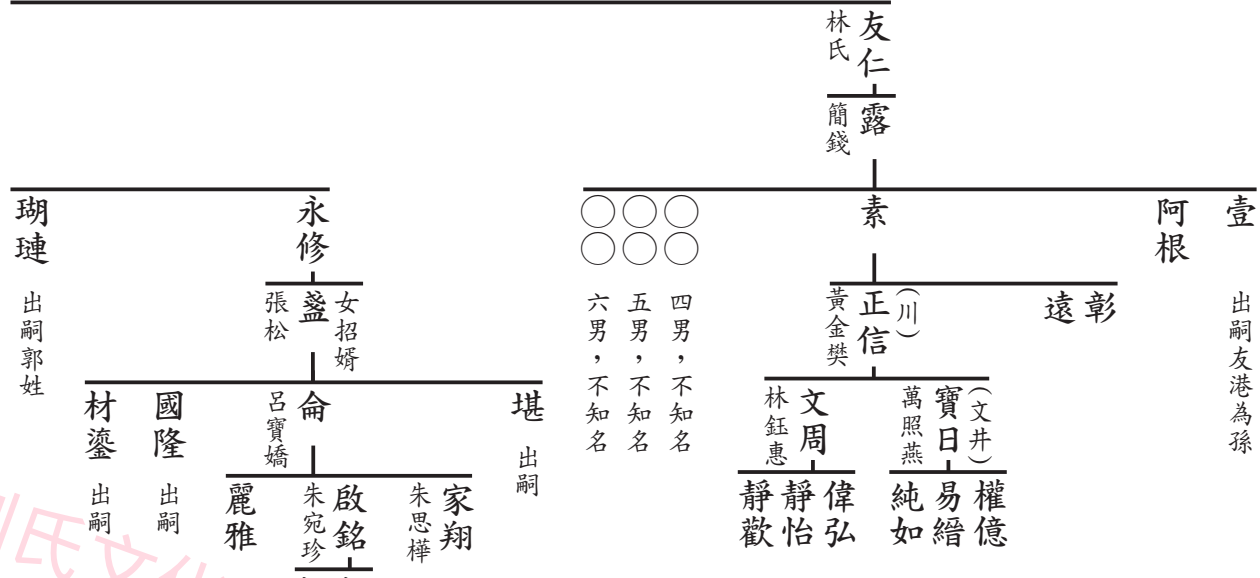 友仁
林氏
露
簡錢
壹
出嗣友港為孫
阿根
素
○○
四男，不知名
○○
五男，不知名
○○
六男，不知名
永修
瑚璉
出嗣郭姓
彰
遠
(川)
正信
黃金樊
女招婿
盞
張松
(文井)
寶日
萬照燕
文周
林鈺惠
堪
出嗣
侖
呂寶嬌
國隆
出嗣
材鎏
出嗣
權億
易縉
純如
偉弘
靜怡
靜歡
家翔
朱思樺
啟銘
朱宛珍
麗雅
氏文化